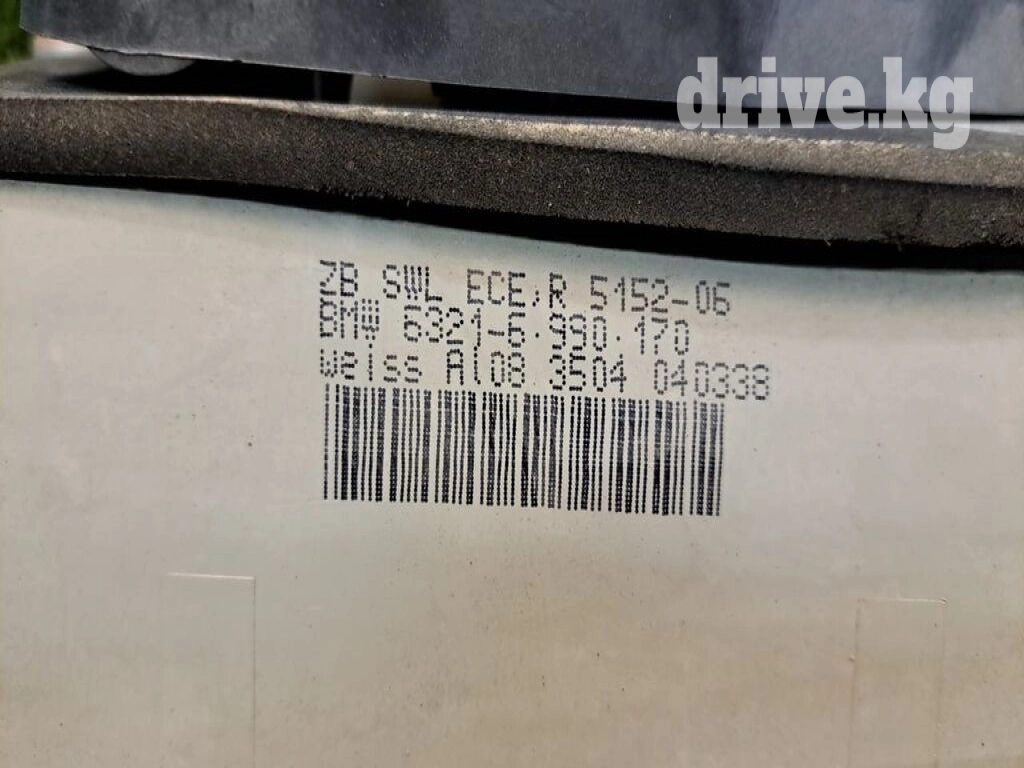 drive.kg
ZB SWL ECE,R 5152-06
BMW 6321-6.990.170
weiss Al08 3504 040338